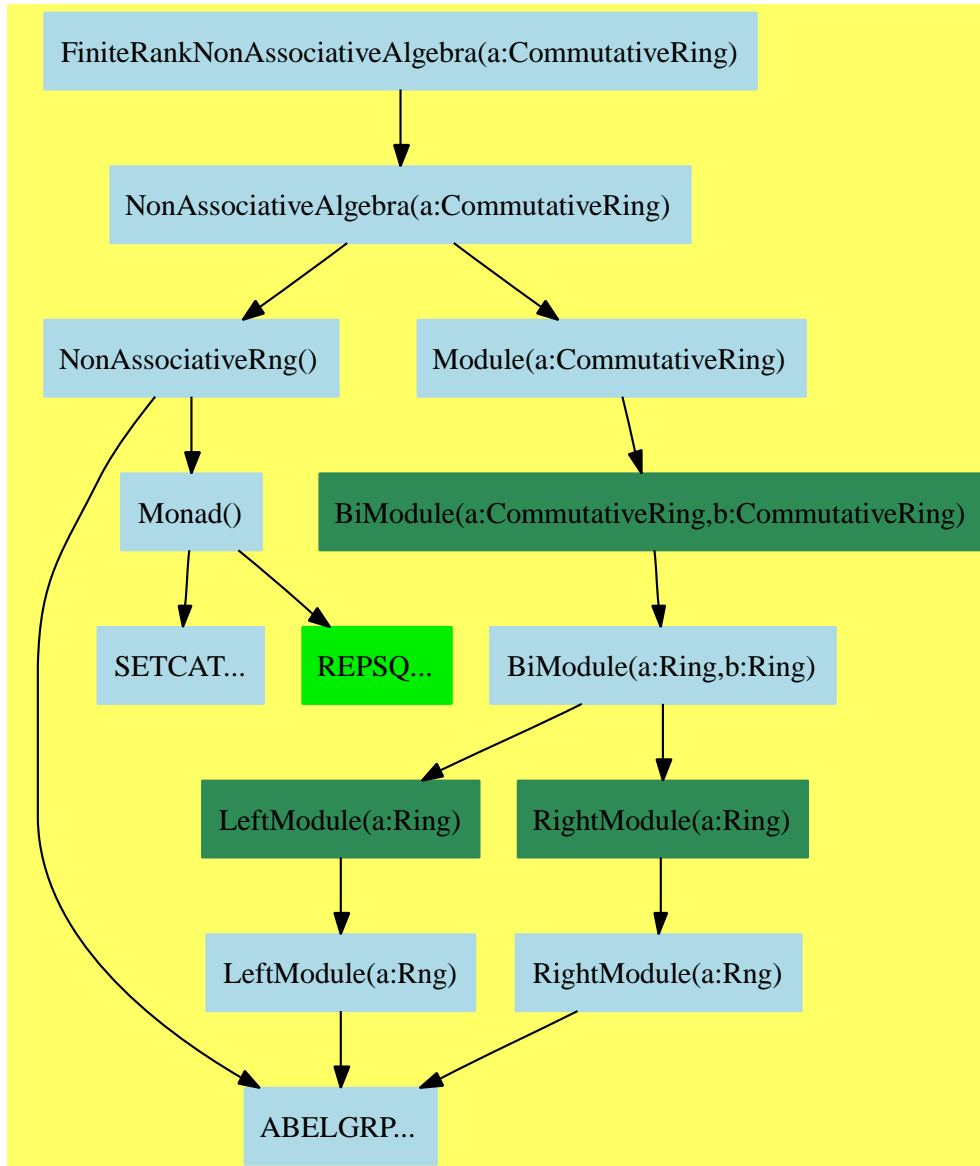 FiniteRankNonAssociativeAlgebra(a:CommutativeRing)
NonAssociativeAlgebra(a:CommutativeRing)
NonAssociativeRng()
Module(a:CommutativeRing)
Monad()
BiModule(a:CommutativeRing,b:CommutativeRing)
SETCAT...
REPSQ...
BiModule(a:Ring,b:Ring)
LeftModule(a:Ring)
RightModule(a:Ring)
LeftModule(a:Rng)
RightModule(a:Rng)
ABELGRP...